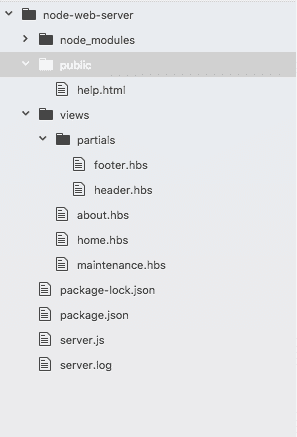 node-web-server
node_modules
public
help.html
views
partials
footer.hbs
header.hbs
about.hbs
home.hbs
maintenance.hbs
package-lock.json
package.json
server.js
server.log